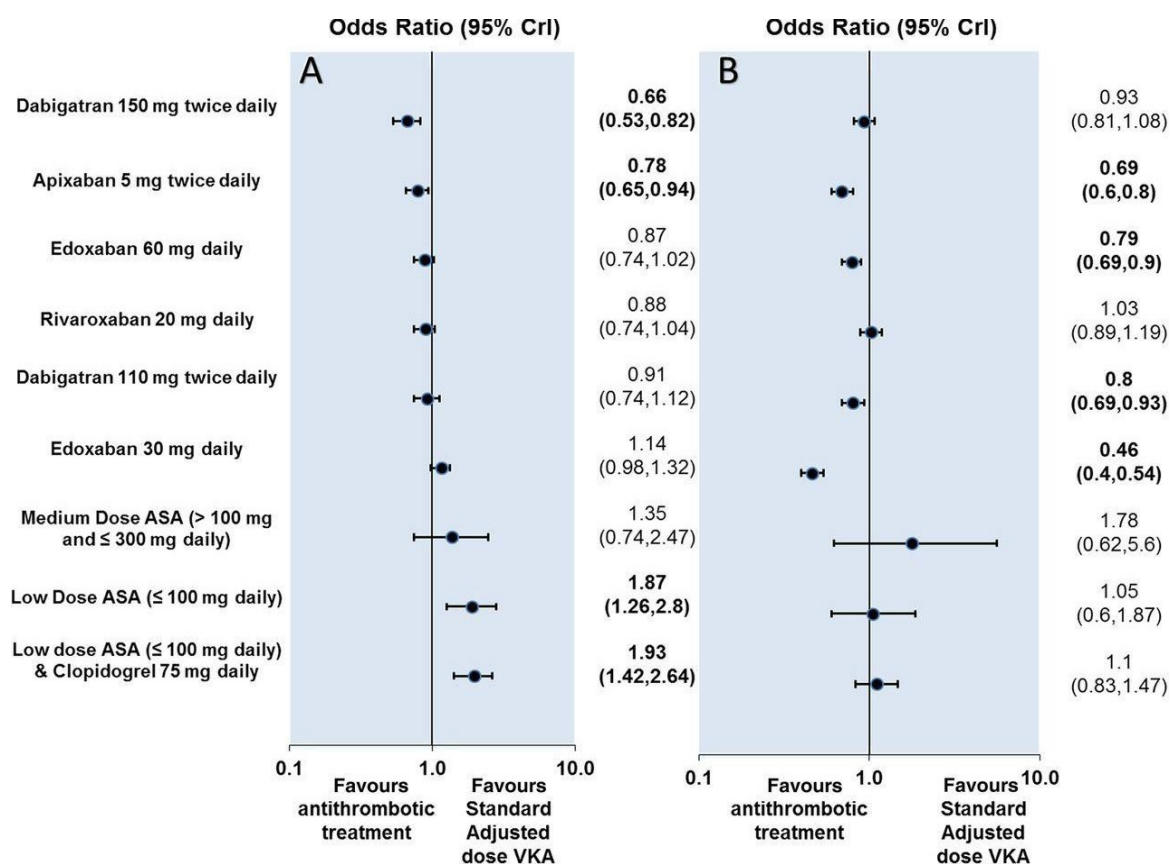 Odds Ratio (95% Crl)
Odds Ratio (95% Crl)
A
B
Dabigatran 150 mg twice daily
0.66
(0.53,0.82)
0.93
(0.81,1.08)
Apixaban 5 mg twice daily
0.78
(0.65,0.94)
0.69
(0.6,0.8)
Edoxaban 60 mg daily
0.87
(0.74,1.02)
0.79
(0.69,0.9)
Rivaroxaban 20 mg daily
0.88
(0.74,1.04)
1.03
(0.89,1.19)
Dabigatran 110 mg twice daily
0.91
(0.74,1.12)
0.8
(0.69,0.93)
Edoxaban 30 mg daily
1.14
(0.98,1.32)
0.46
(0.4,0.54)
Medium Dose ASA (> 100 mg
and ≤ 300 mg daily)
1.35
(0.74,2.47)
1.78
(0.62,5.6)
Low Dose ASA (≤ 100 mg daily)
1.87
(1.26,2.8)
1.05
(0.6,1.87)
Low dose ASA (≤ 100 mg daily)
& Clopidogrel 75 mg daily
1.93
(1.42,2.64)
1.1
(0.83,1.47)
0.1 1.0 10.0
Favours
antithrombotic
treatment
Favours
Standard
Adjusted
dose VKA
0.1 1.0 10.0
Favours
antithrombotic
treatment
Favours
Standard
Adjusted
dose VKA